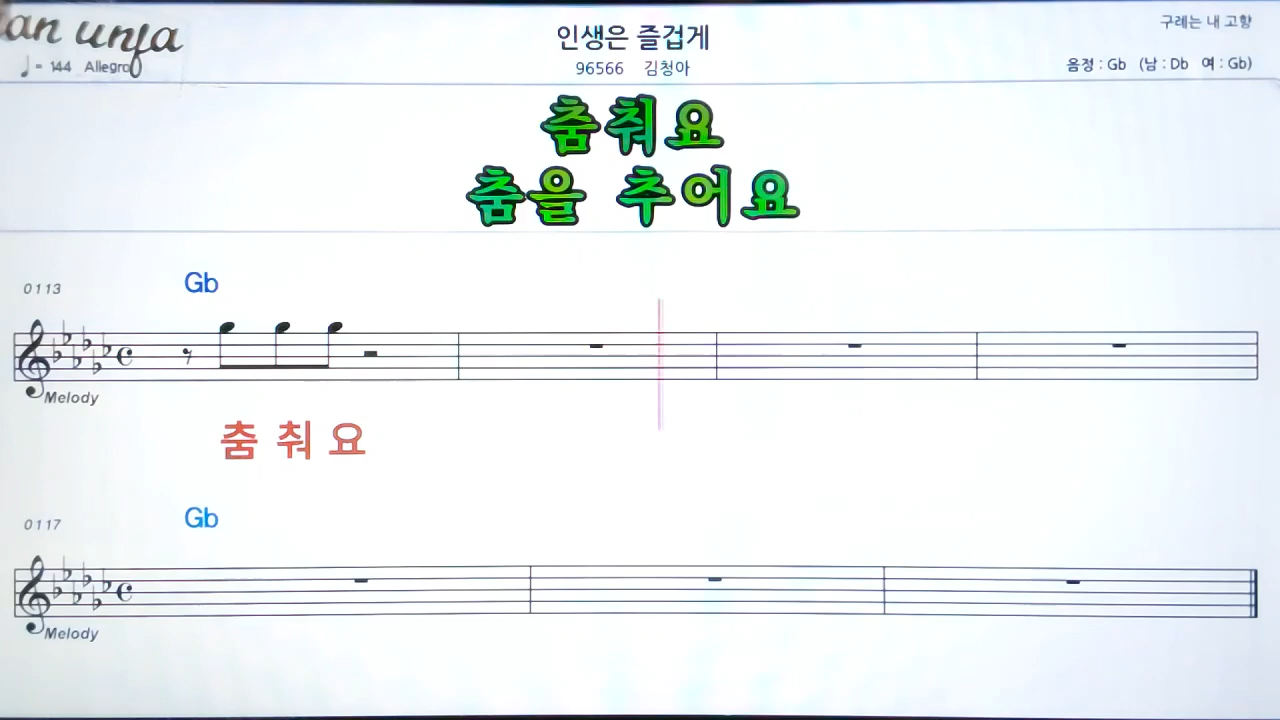 an unja
♩ = 144 Allegro
인생은 즐겁게
96566 김청아
구례는 내 고향
음정 : Gb (남 : Db 여 : Gb)
춤춰요
춤을 추어요
0113
Gb
Melody
춤 춰 요
0117
Gb
Melody